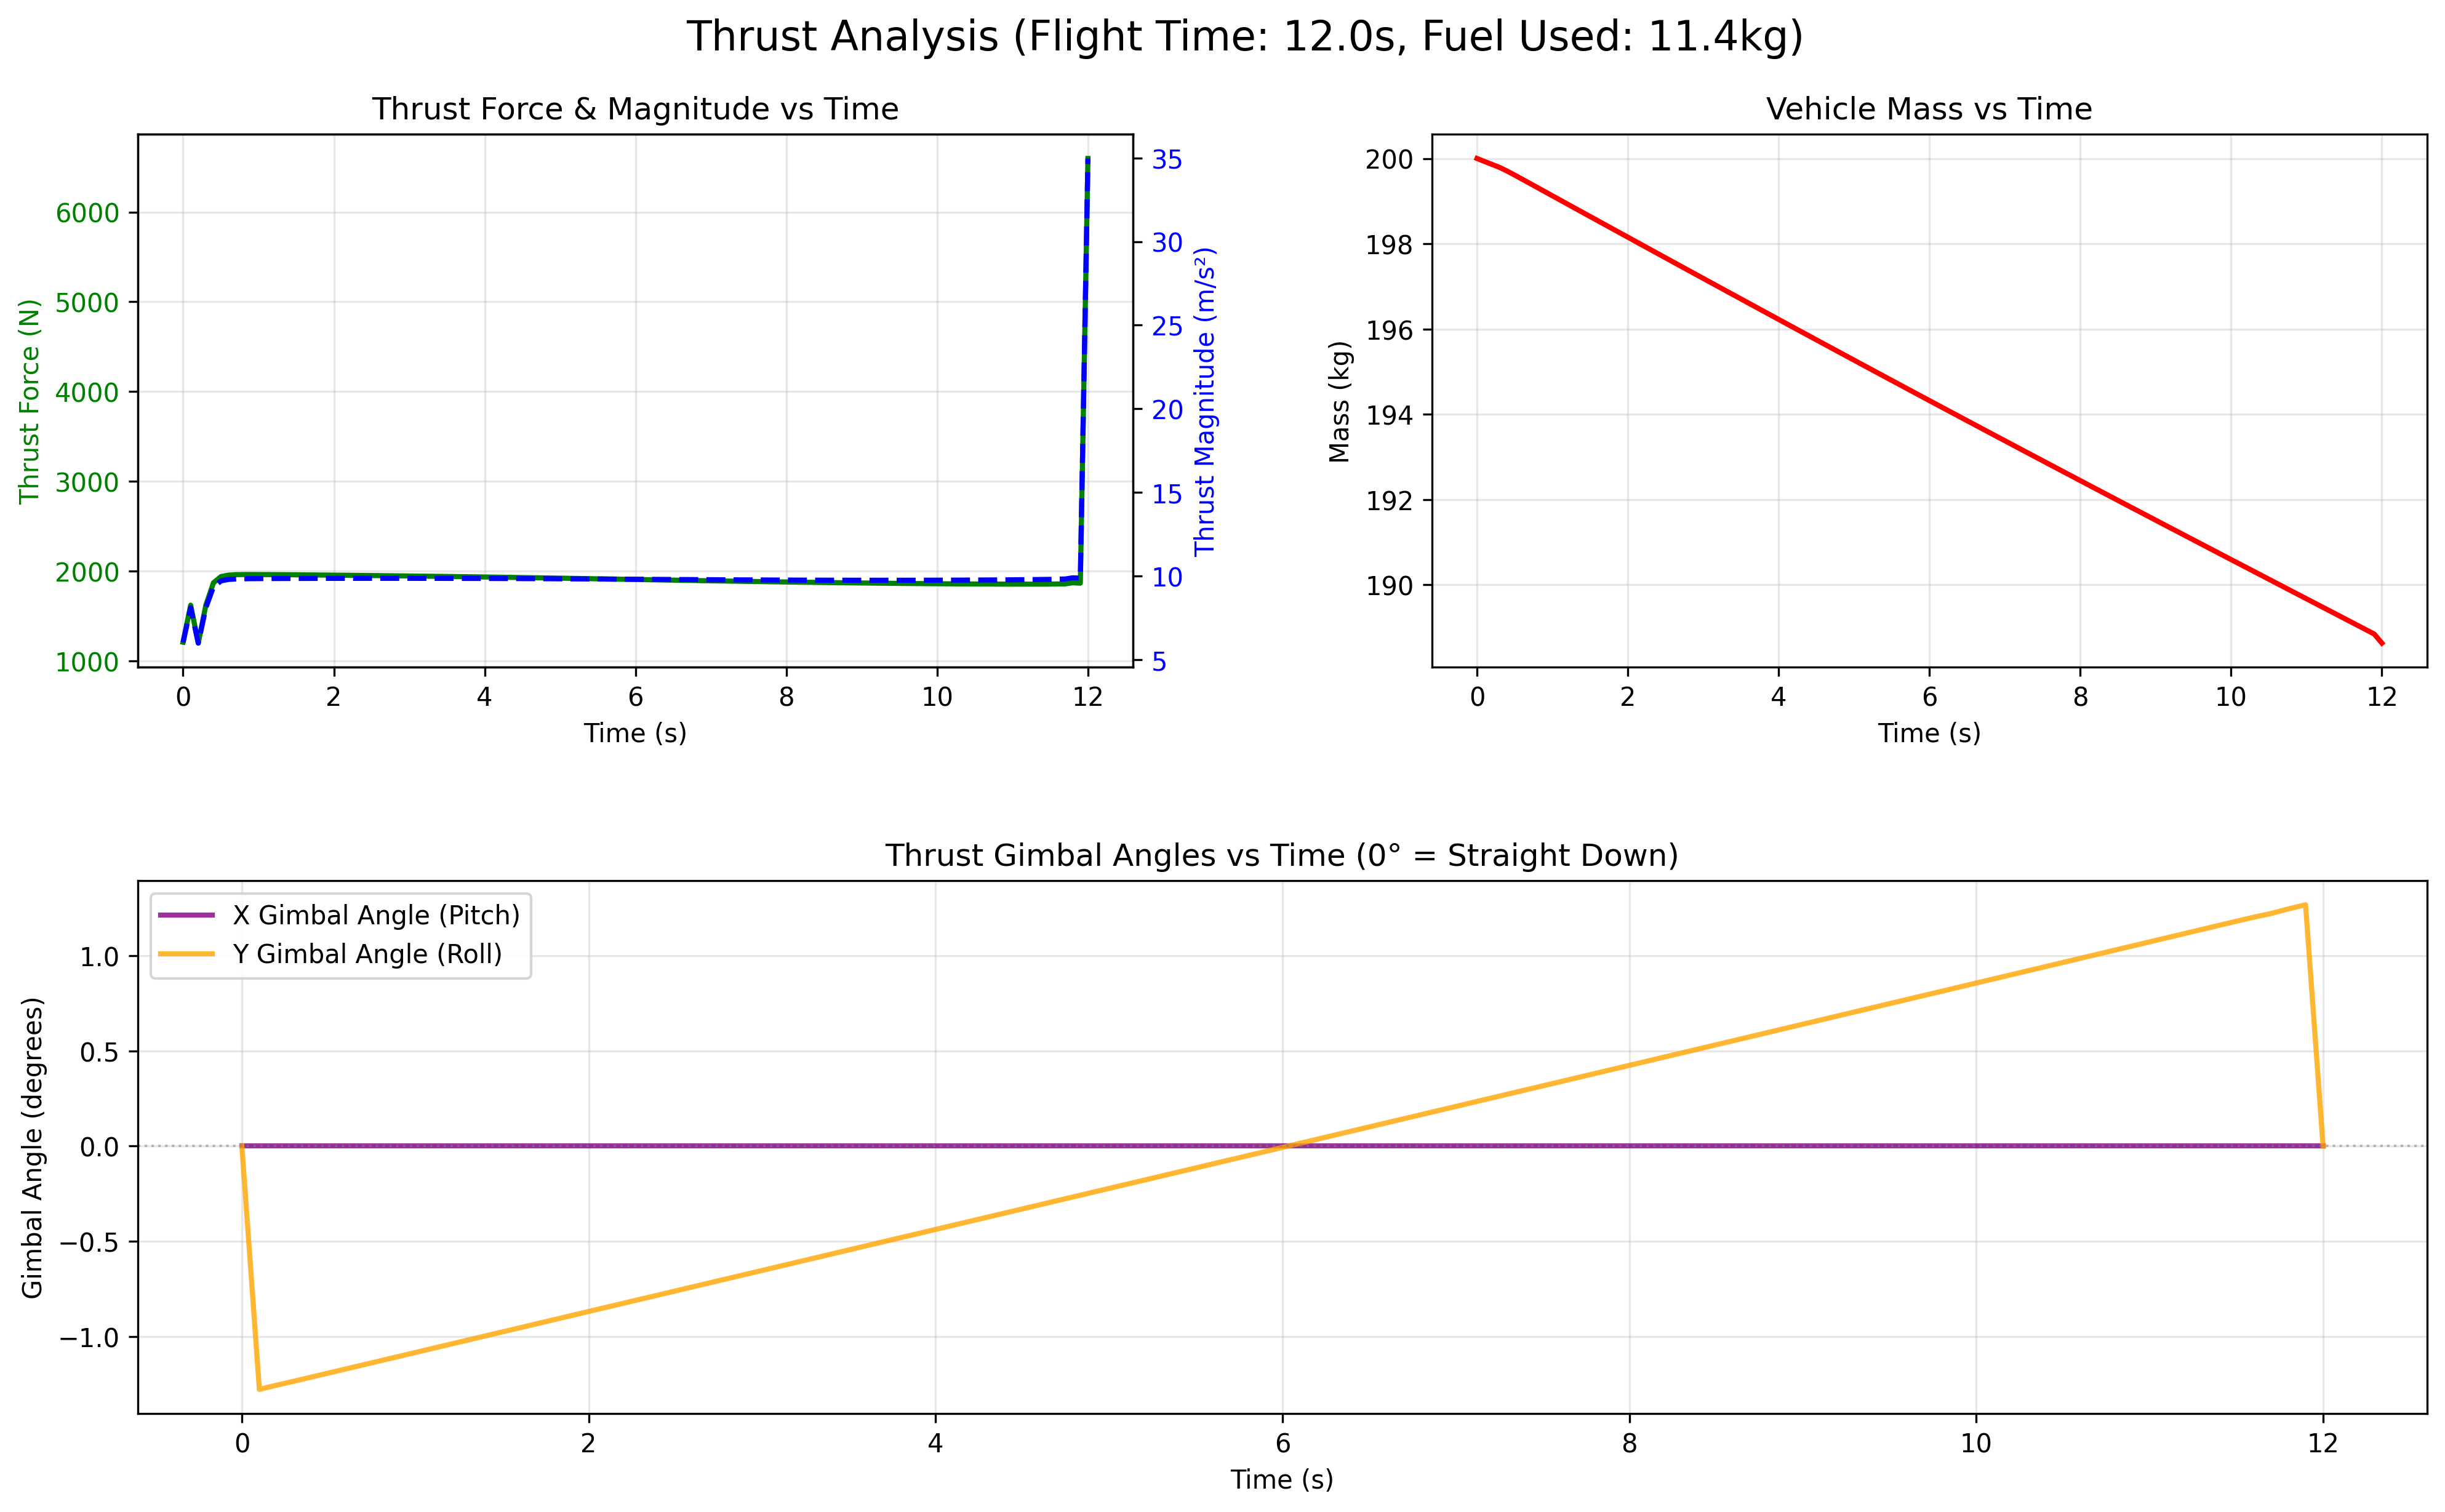 Thrust Analysis (Flight Time: 12.0s, Fuel Used: 11.4kg)
Thrust Force & Magnitude vs Time
Thrust Force (N)
6000
5000
4000
3000
2000
1000
35
30
25
20
15
10
5
Thrust Magnitude (m/s²)
0 2 4 6 8 10 12
Time (s)
Vehicle Mass vs Time
Mass (kg)
200
198
196
194
192
190
0 2 4 6 8 10 12
Time (s)
Thrust Gimbal Angles vs Time (0° = Straight Down)
X Gimbal Angle (Pitch)
Y Gimbal Angle (Roll)
Gimbal Angle (degrees)
1.0
0.5
0.0
−0.5
−1.0
0 2 4 6 8 10 12
Time (s)